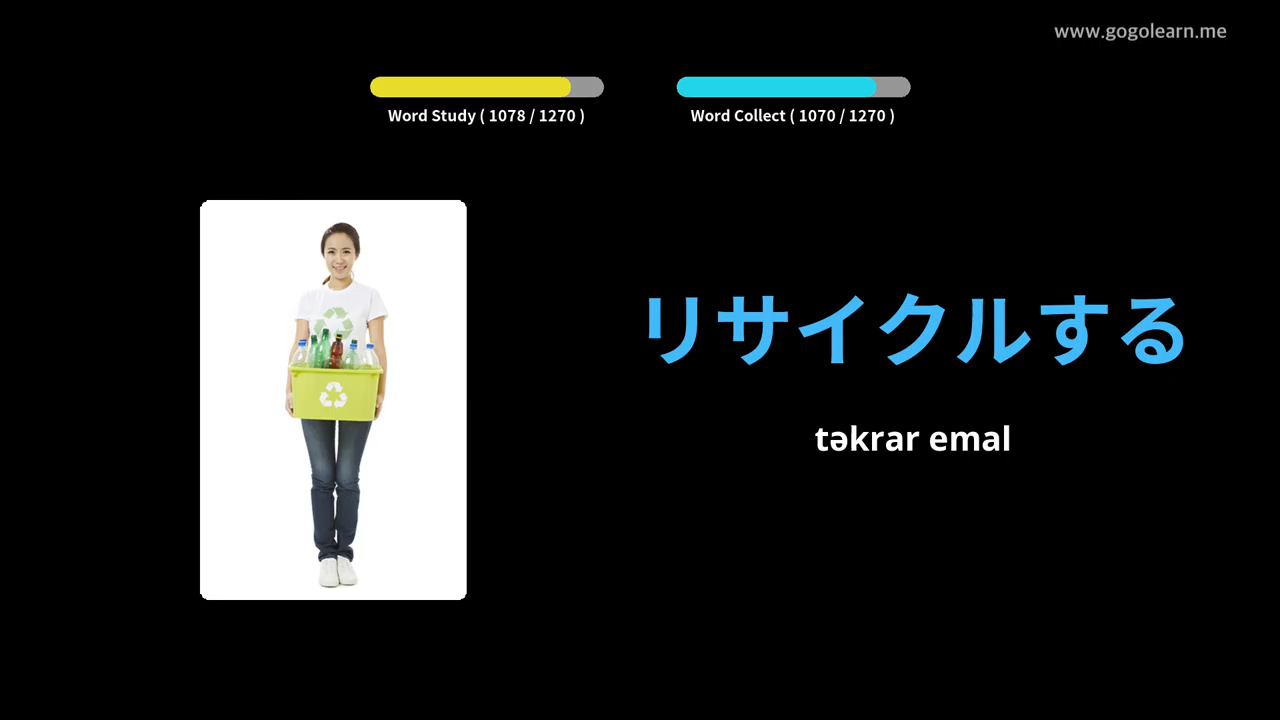 www.gogolearn.me
Word Study ( 1078 / 1270 )
Word Collect ( 1070 / 1270 )
リサイクルする
təkrar emal